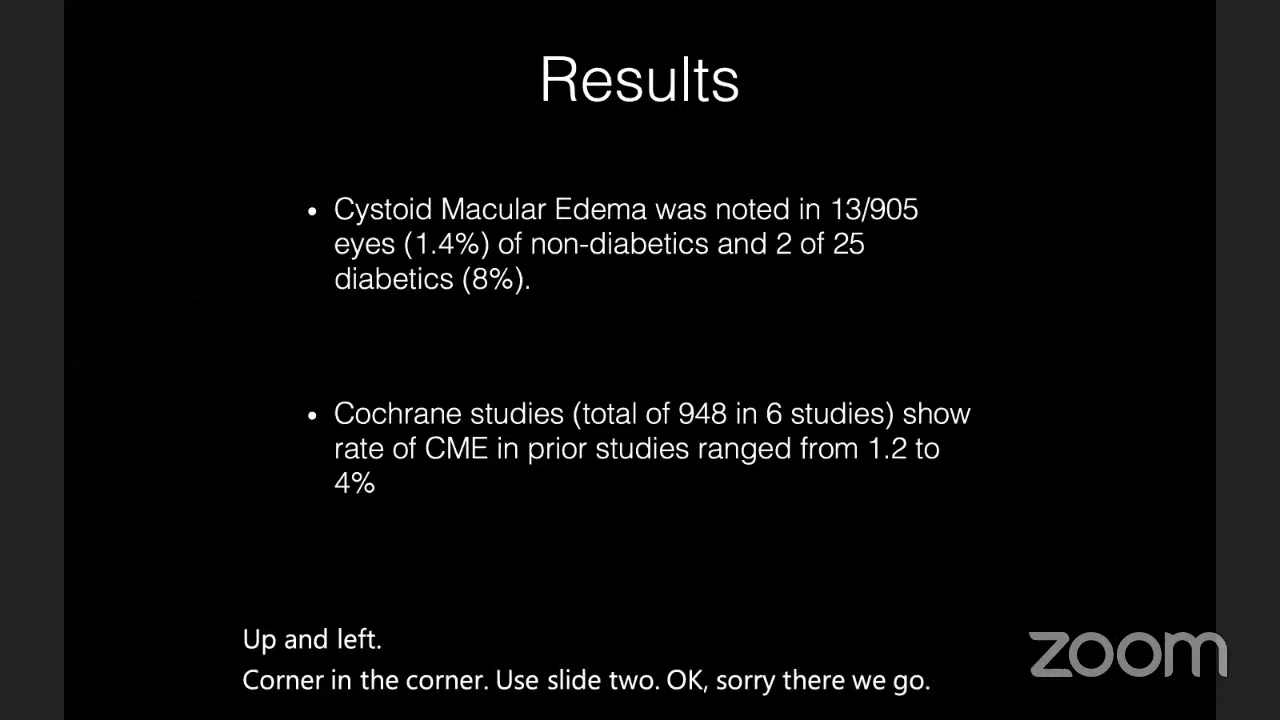 Results
• Cystoid Macular Edema was noted in 13/905
eyes (1.4%) of non-diabetics and 2 of 25
diabetics (8%).
• Cochrane studies (total of 948 in 6 studies) show
rate of CME in prior studies ranged from 1.2 to
4%
Up and left.
Corner in the corner. Use slide two. OK, sorry there we go.
zoom